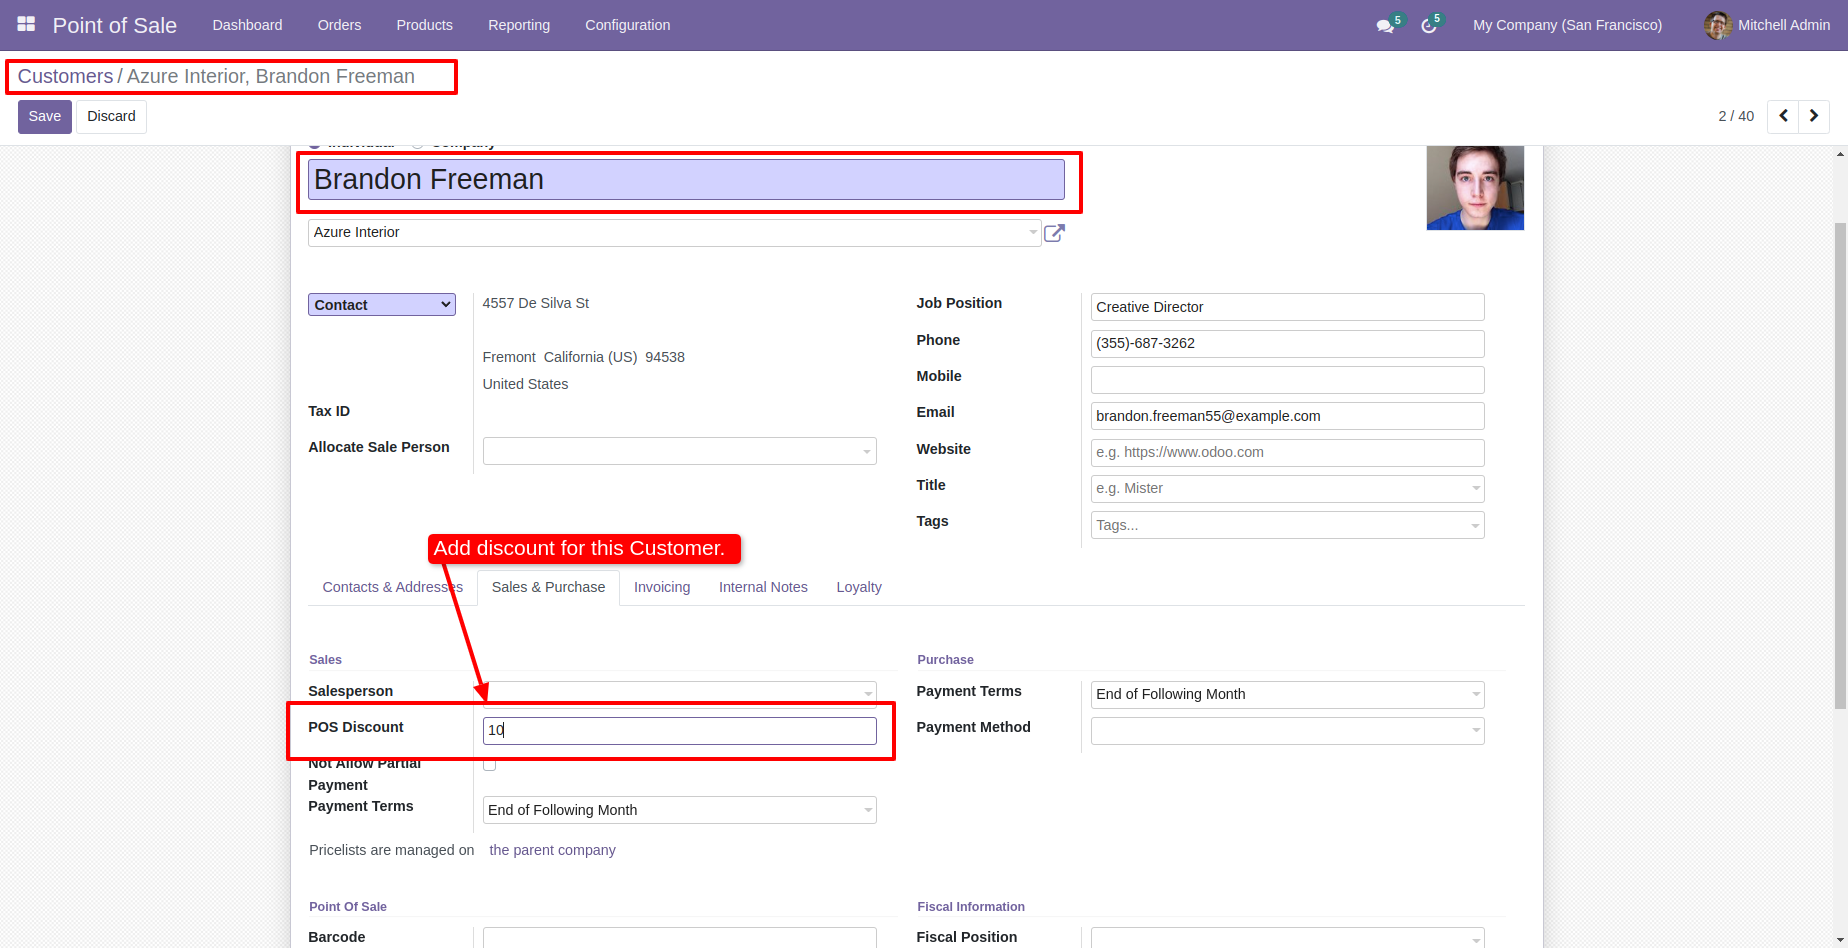 Point of Sale Dashboard Orders Products Reporting Configuration 5 5 My Company (San Francisco) Mitchell Admin
Customers / Azure Interior, Brandon Freeman
Save Discard 2 / 40
Individual Company
Brandon Freeman
Azure Interior
Contact 4557 De Silva St Job Position Creative Director
Phone (355)-687-3262
Fremont California (US) 94538
Mobile
United States
Tax ID Email brandon.freeman55@example.com
Allocate Sale Person Website e.g. https://www.odoo.com
Title e.g. Mister
Tags Tags...
Add discount for this Customer.
Contacts & Addresses Sales & Purchase Invoicing Internal Notes Loyalty
Sales Purchase
Salesperson Payment Terms End of Following Month
POS Discount 10 Payment Method
Not Allow Partial
Payment
Payment Terms End of Following Month
Pricelists are managed on the parent company
Point Of Sale Fiscal Information
Barcode Fiscal Position